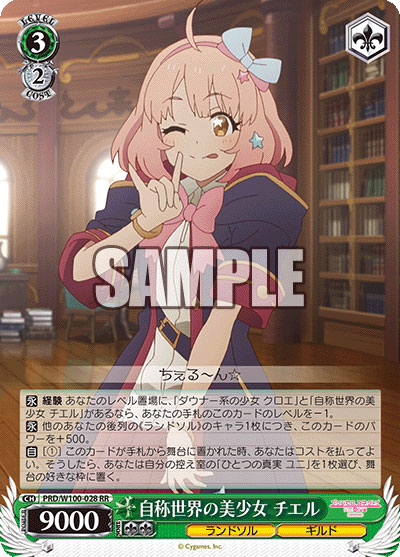 LEVEL
3
2
COST
SAMPLE
ちぇる〜ん☆
永 経験 あなたのレベル置場に、「ダウナー系の少女 クロエ」と「自称世界の美
少女 チエル」があるなら、あなたの手札のこのカードのレベルを－1。
永 他のあなたの後列の《ランドソル》のキャラ1枚につき、このカードのパ
ワーを＋500。
自 [①] このカードが手札から舞台に置かれた時、あなたはコストを払ってよ
い。そうしたら、あなたは自分の控え室の「ひとつの真実 ユニ」を1枚選び、舞
台の好きな枠に置く。
CH PRD/W100-028 RR
POWER 9000
自称世界の美少女 チエル
ランドソル ギルド
© Cygames, Inc.